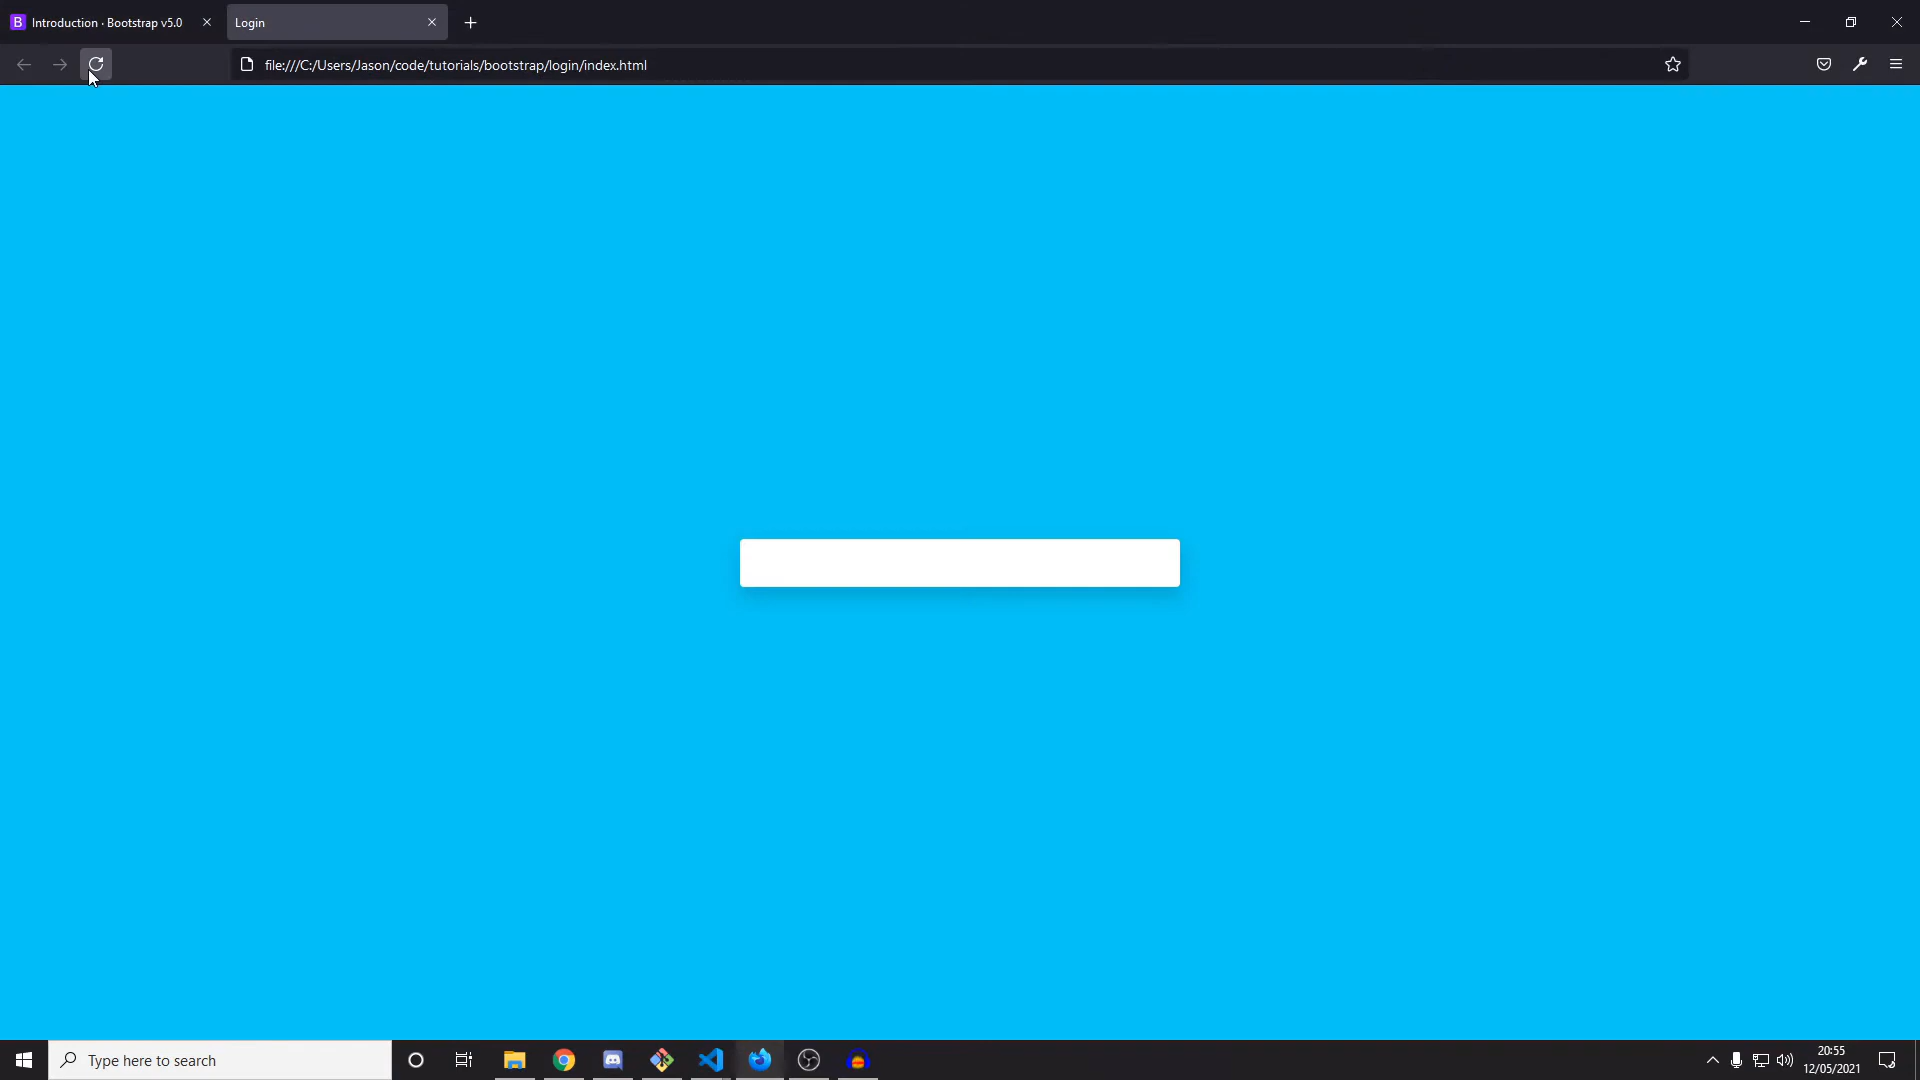 B
Introduction · Bootstrap v5.0
Login
file:///C:/Users/Jason/code/tutorials/bootstrap/login/index.html
Type here to search
20:55
12/05/2021